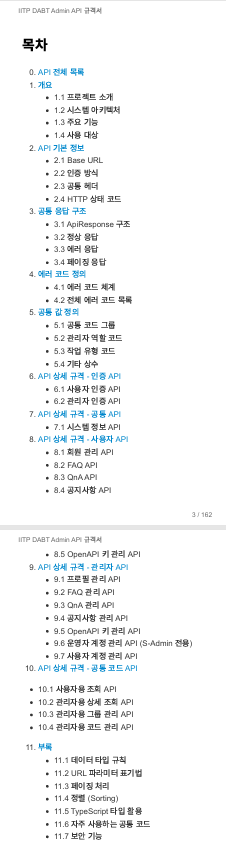 IITP DABT Admin API 규격서
목차
0. API 전체 목록
1. 개요
• 1.1 프로젝트 소개
• 1.2 시스템 아키텍처
• 1.3 주요 기능
• 1.4 사용 대상
2. API 기본 정보
• 2.1 Base URL
• 2.2 인증 방식
• 2.3 공통 헤더
• 2.4 HTTP 상태 코드
3. 공통 응답 구조
• 3.1 ApiResponse 구조
• 3.2 정상 응답
• 3.3 에러 응답
• 3.4 페이징 응답
4. 에러 코드 정의
• 4.1 에러 코드 체계
• 4.2 전체 에러 코드 목록
5. 공통 값 정의
• 5.1 공통 코드 그룹
• 5.2 관리자 역할 코드
• 5.3 작업 유형 코드
• 5.4 기타 상수
6. API 상세 규격 - 인증 API
• 6.1 사용자 인증 API
• 6.2 관리자 인증 API
7. API 상세 규격 - 공통 API
• 7.1 시스템 정보 API
8. API 상세 규격 - 사용자 API
• 8.1 회원 관리 API
• 8.2 FAQ API
• 8.3 QnA API
• 8.4 공지사항 API
3 / 162
IITP DABT Admin API 규격서
• 8.5 OpenAPI 키 관리 API
9. API 상세 규격 - 관리자 API
• 9.1 프로필 관리 API
• 9.2 FAQ 관리 API
• 9.3 QnA 관리 API
• 9.4 공지사항 관리 API
• 9.5 OpenAPI 키 관리 API
• 9.6 운영자 계정 관리 API (S-Admin 전용)
• 9.7 사용자 계정 관리 API
10. API 상세 규격 - 공통 코드 API
• 10.1 사용자용 조회 API
• 10.2 관리자용 상세 조회 API
• 10.3 관리자용 그룹 관리 API
• 10.4 관리자용 코드 관리 API
11. 부록
• 11.1 데이터 타입 규칙
• 11.2 URL 파라미터 표기법
• 11.3 페이징 처리
• 11.4 정렬 (Sorting)
• 11.5 TypeScript 타입 활용
• 11.6 자주 사용하는 공통 코드
• 11.7 보안 기능